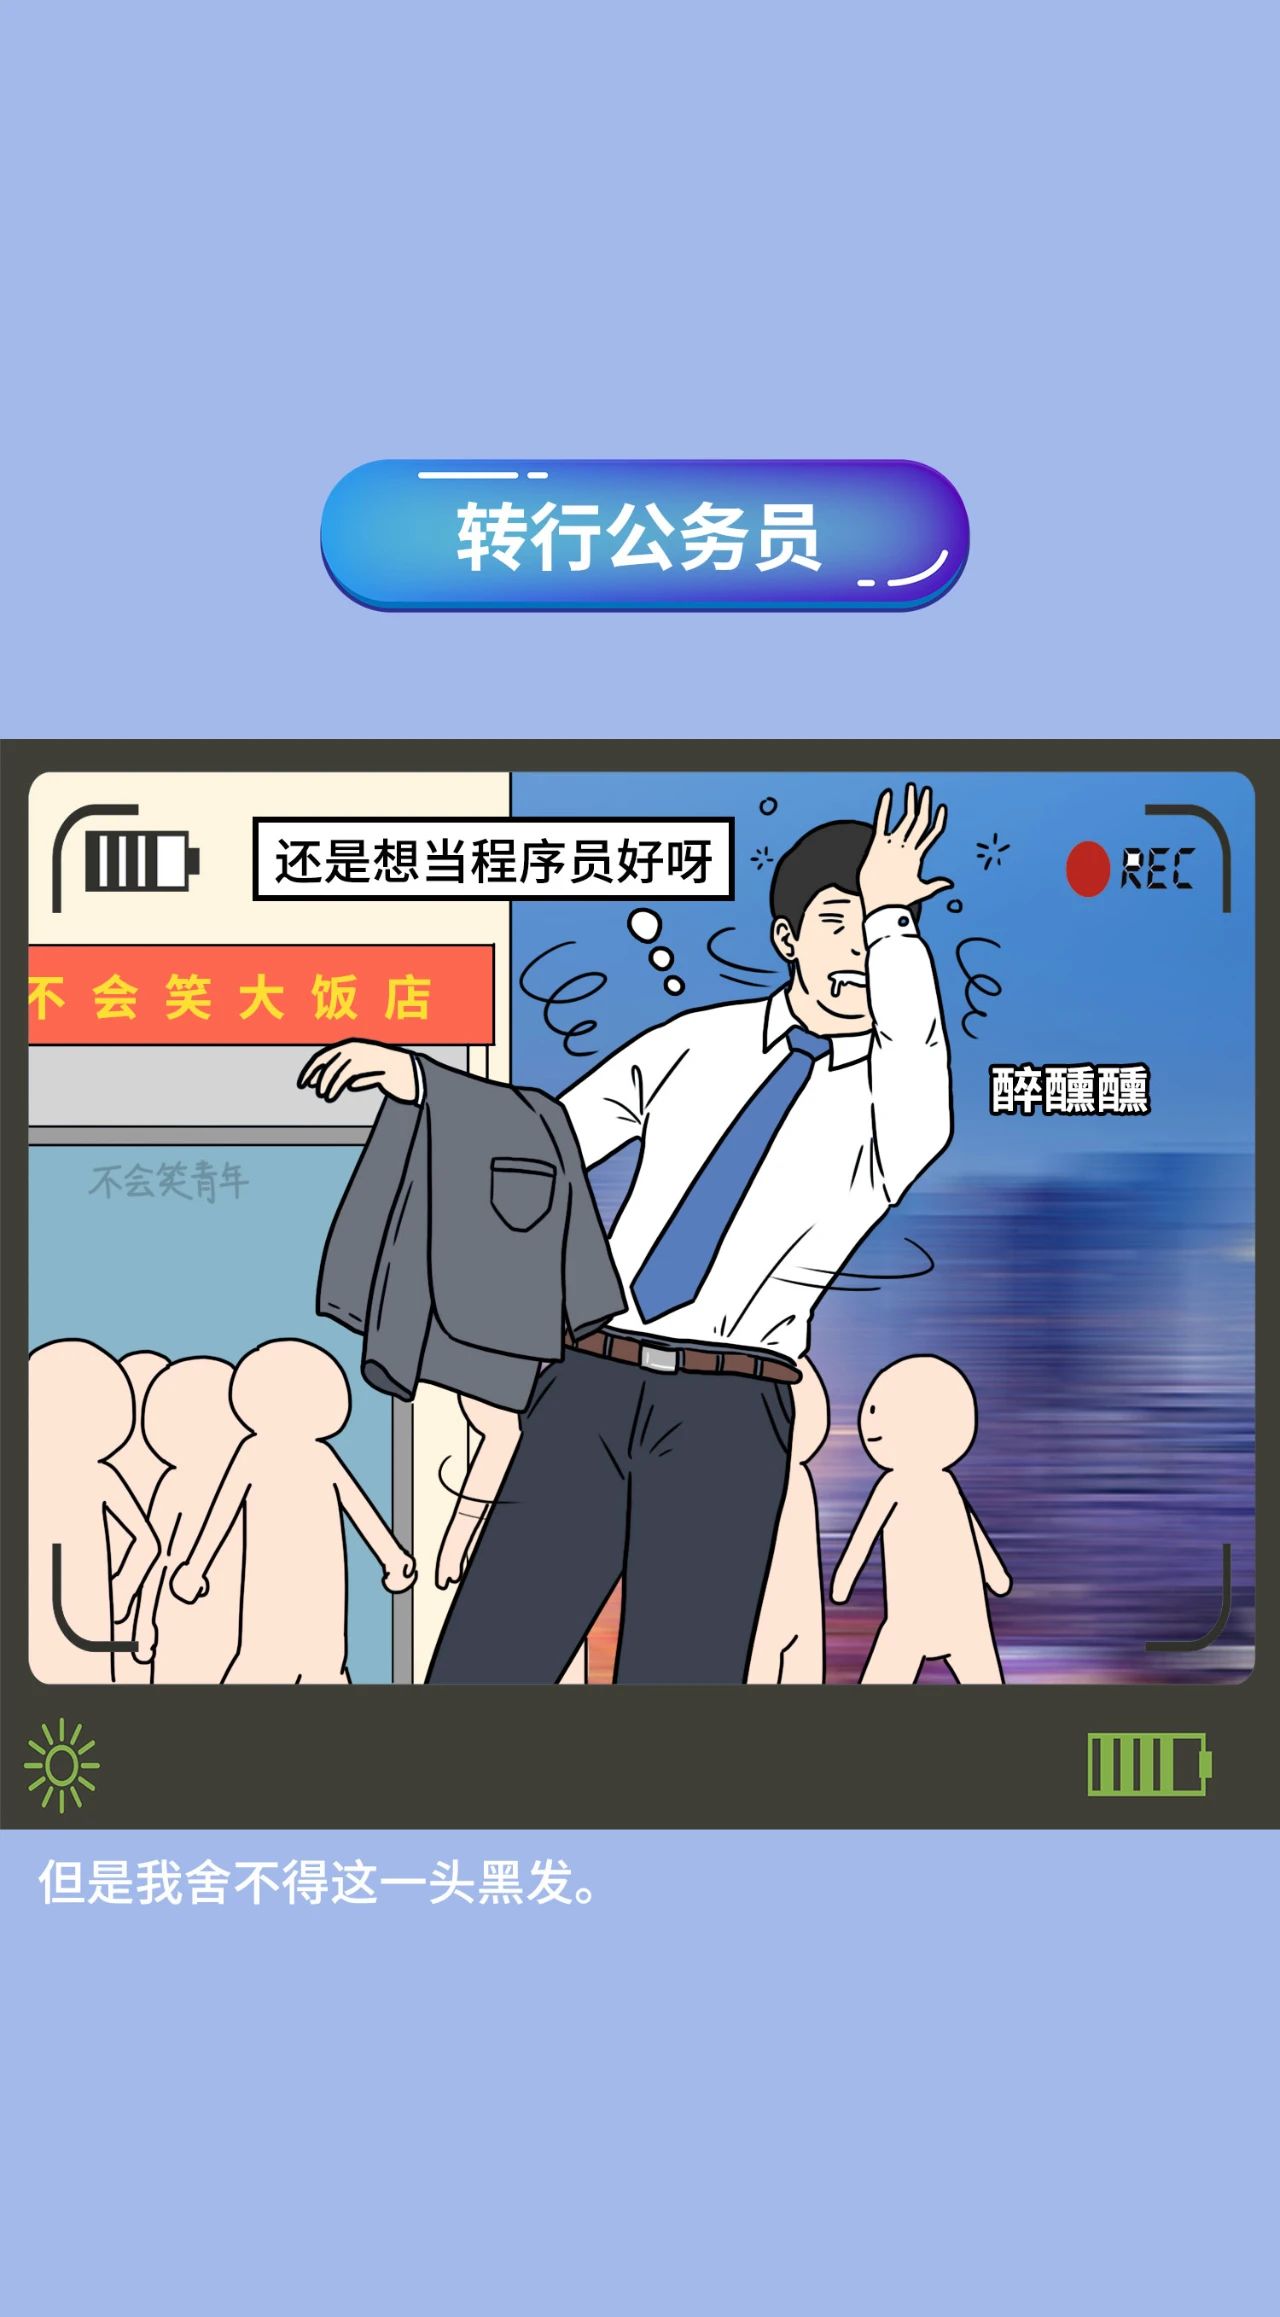 转行公务员
还是想当程序员好呀
REC
不会笑大饭店
醉醺醺
不会笑青年
但是我舍不得这一头黑发。